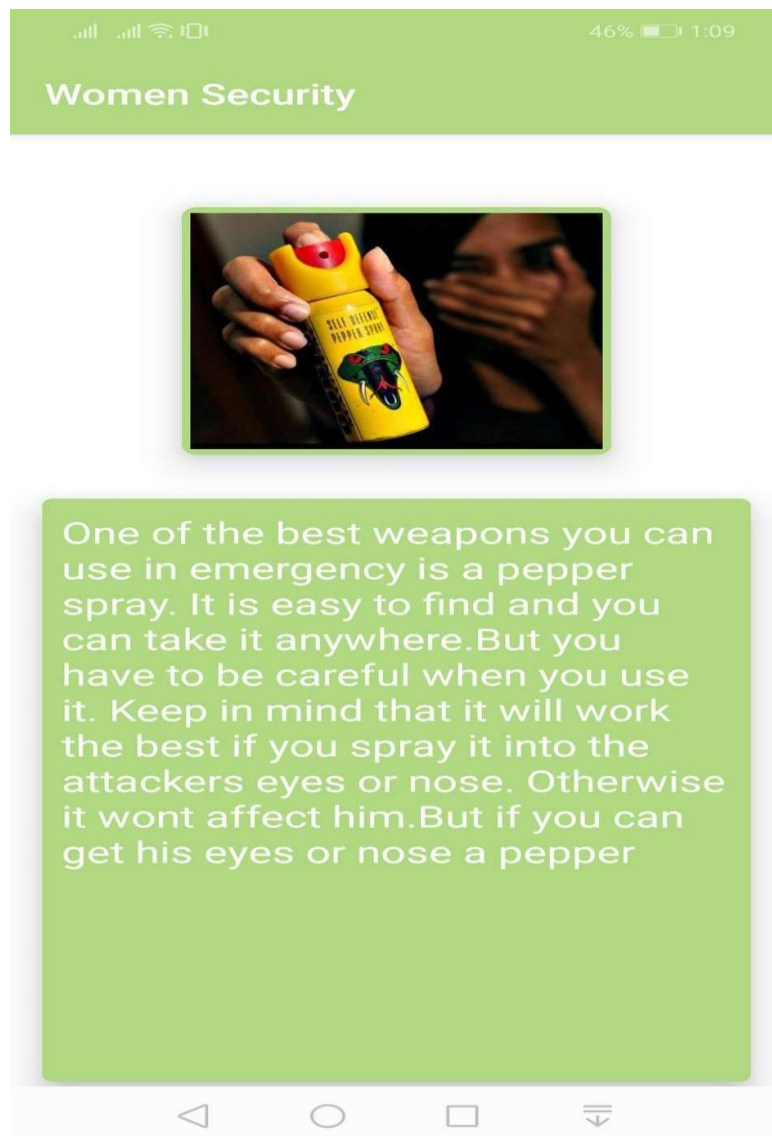 46% 1:09
Women Security
SELF DEFENSE
PEPPER SPRAY
One of the best weapons you can
use in emergency is a pepper
spray. It is easy to find and you
can take it anywhere.But you
have to be careful when you use
it. Keep in mind that it will work
the best if you spray it into the
attackers eyes or nose. Otherwise
it wont affect him.But if you can
get his eyes or nose a pepper